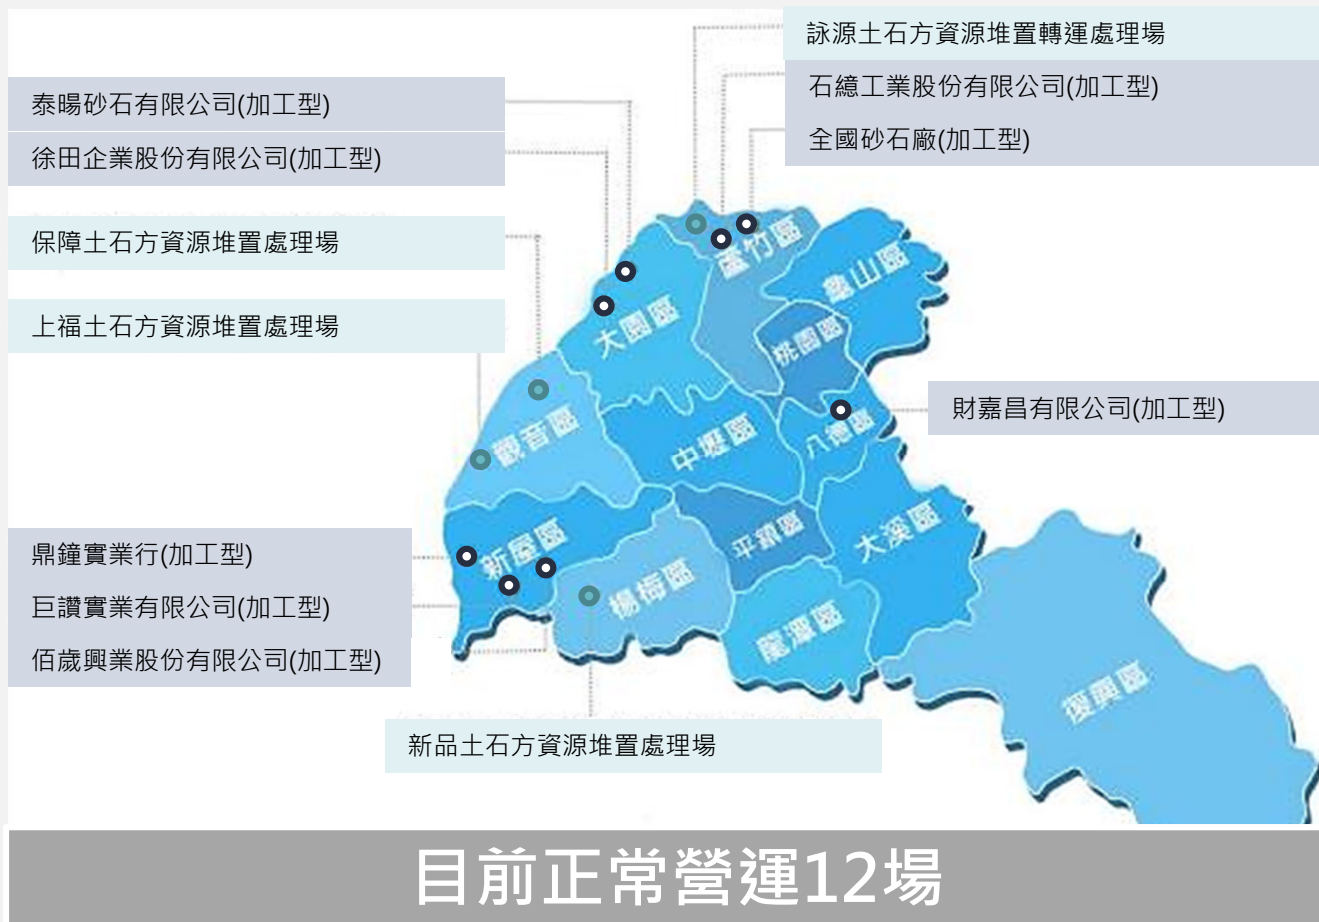 詠源土石方資源堆置轉運處理場
石繶工業股份有限公司(加工型)
全國砂石廠(加工型)
泰暘砂石有限公司(加工型)
徐田企業股份有限公司(加工型)
保障土石方資源堆置處理場
上福土石方資源堆置處理場
蘆竹區
龜山區
大園區
桃園區
財嘉昌有限公司(加工型)
八德區
中壢區
觀音區
大溪區
平鎮區
新屋區
楊梅區
龍潭區
復興區
鼎鐘實業行(加工型)
巨讚實業有限公司(加工型)
佰歲興業股份有限公司(加工型)
新品土石方資源堆置處理場
目前正常營運12場